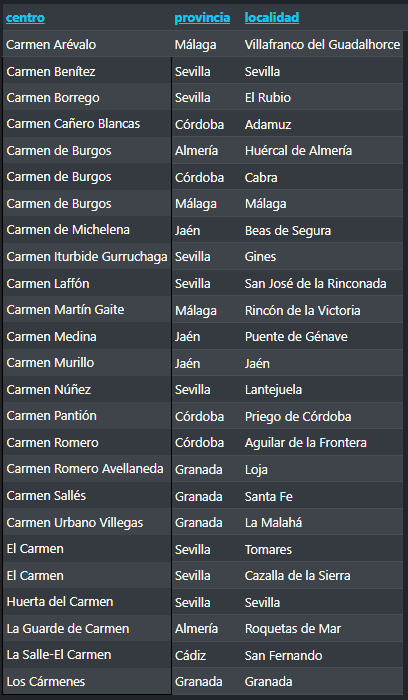 centro provincia localidad
Carmen Arévalo Málaga Villafranco del Guadalhorce
Carmen Benítez Sevilla Sevilla
Carmen Borrego Sevilla El Rubio
Carmen Cañero Blancas Córdoba Adamuz
Carmen de Burgos Almería Huércal de Almería
Carmen de Burgos Córdoba Cabra
Carmen de Burgos Málaga Málaga
Carmen de Michelena Jaén Beas de Segura
Carmen Iturbide Gurruchaga Sevilla Gines
Carmen Laffón Sevilla San José de la Rinconada
Carmen Martín Gaite Málaga Rincón de la Victoria
Carmen Medina Jaén Puente de Génave
Carmen Murillo Jaén Jaén
Carmen Núñez Sevilla Lantejuela
Carmen Pantión Córdoba Priego de Córdoba
Carmen Romero Córdoba Aguilar de la Frontera
Carmen Romero Avellaneda Granada Loja
Carmen Sallés Granada Santa Fe
Carmen Urbano Villegas Granada La Malahá
El Carmen Sevilla Tomares
El Carmen Sevilla Cazalla de la Sierra
Huerta del Carmen Sevilla Sevilla
La Guarde de Carmen Almería Roquetas de Mar
La Salle-El Carmen Cádiz San Fernando
Los Cármenes Granada Granada